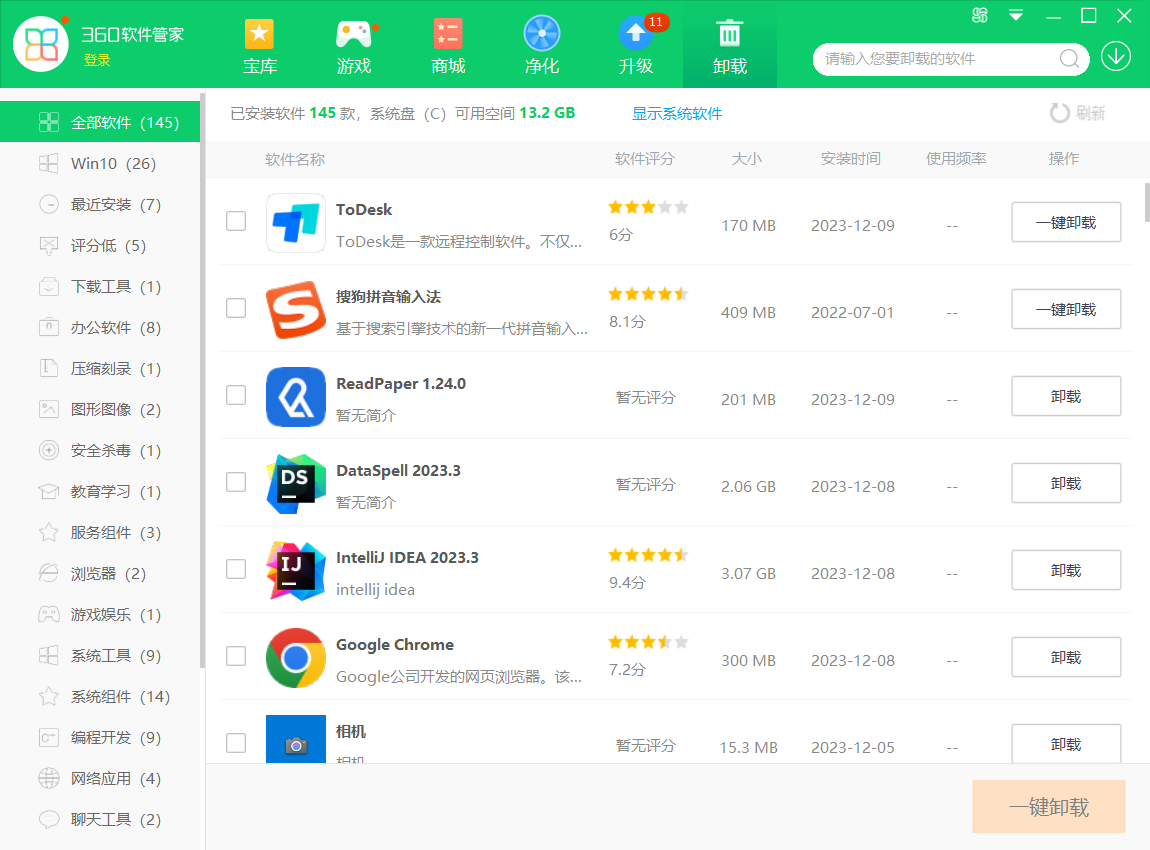 360软件管家
登录
宝库
游戏
商城
净化
11
升级
卸载
请输入您要卸载的软件
已安装软件 145 款，系统盘（C）可用空间 13.2 GB
显示系统软件
刷新
全部软件（145）
Win10（26）
最近安装（7）
评分低（5）
下载工具（1）
办公软件（8）
压缩刻录（1）
图形图像（2）
安全杀毒（1）
教育学习（1）
服务组件（3）
浏览器（2）
游戏娱乐（1）
系统工具（9）
系统组件（14）
编程开发（9）
网络应用（4）
聊天工具（2）
软件名称 软件评分 大小 安装时间 使用频率 操作
ToDesk
ToDesk是一款远程控制软件。不仅...
6分 170 MB 2023-12-09 -- 一键卸载
搜狗拼音输入法
基于搜索引擎技术的新一代拼音输入...
8.1分 409 MB 2022-07-01 -- 一键卸载
ReadPaper 1.24.0
暂无简介
暂无评分 201 MB 2023-12-09 -- 卸载
DS
DataSpell 2023.3
暂无简介
暂无评分 2.06 GB 2023-12-08 -- 卸载
IJ
IntelliJ IDEA 2023.3
intellij idea
9.4分 3.07 GB 2023-12-08 -- 卸载
Google Chrome
Google公司开发的网页浏览器。该...
7.2分 300 MB 2023-12-08 -- 卸载
相机
相机
暂无评分 15.3 MB 2023-12-05 -- 卸载
一键卸载